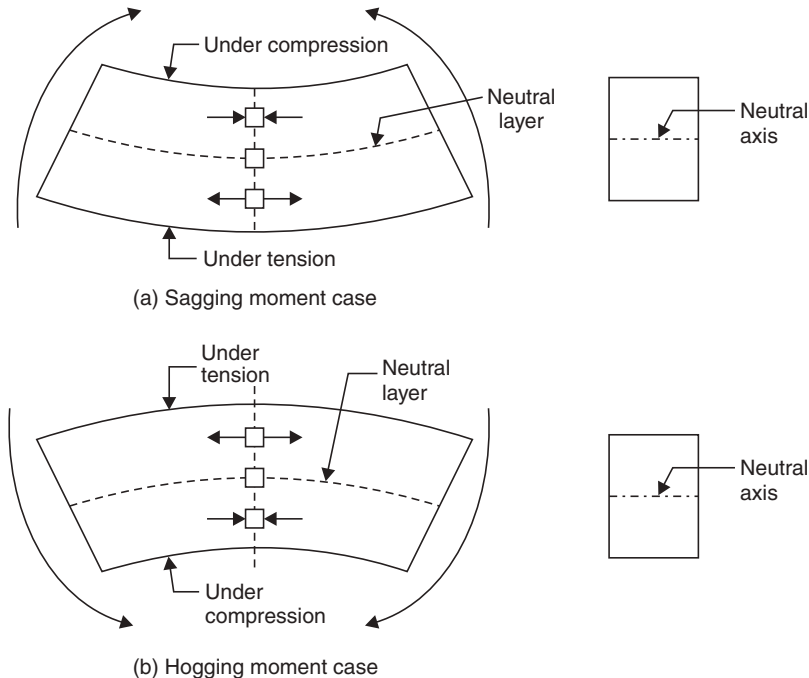 Under compression
Neutral
layer
Neutral
axis
Under tension
(a) Sagging moment case
Under
tension
Neutral
layer
Neutral
axis
Under
compression
(b) Hogging moment case